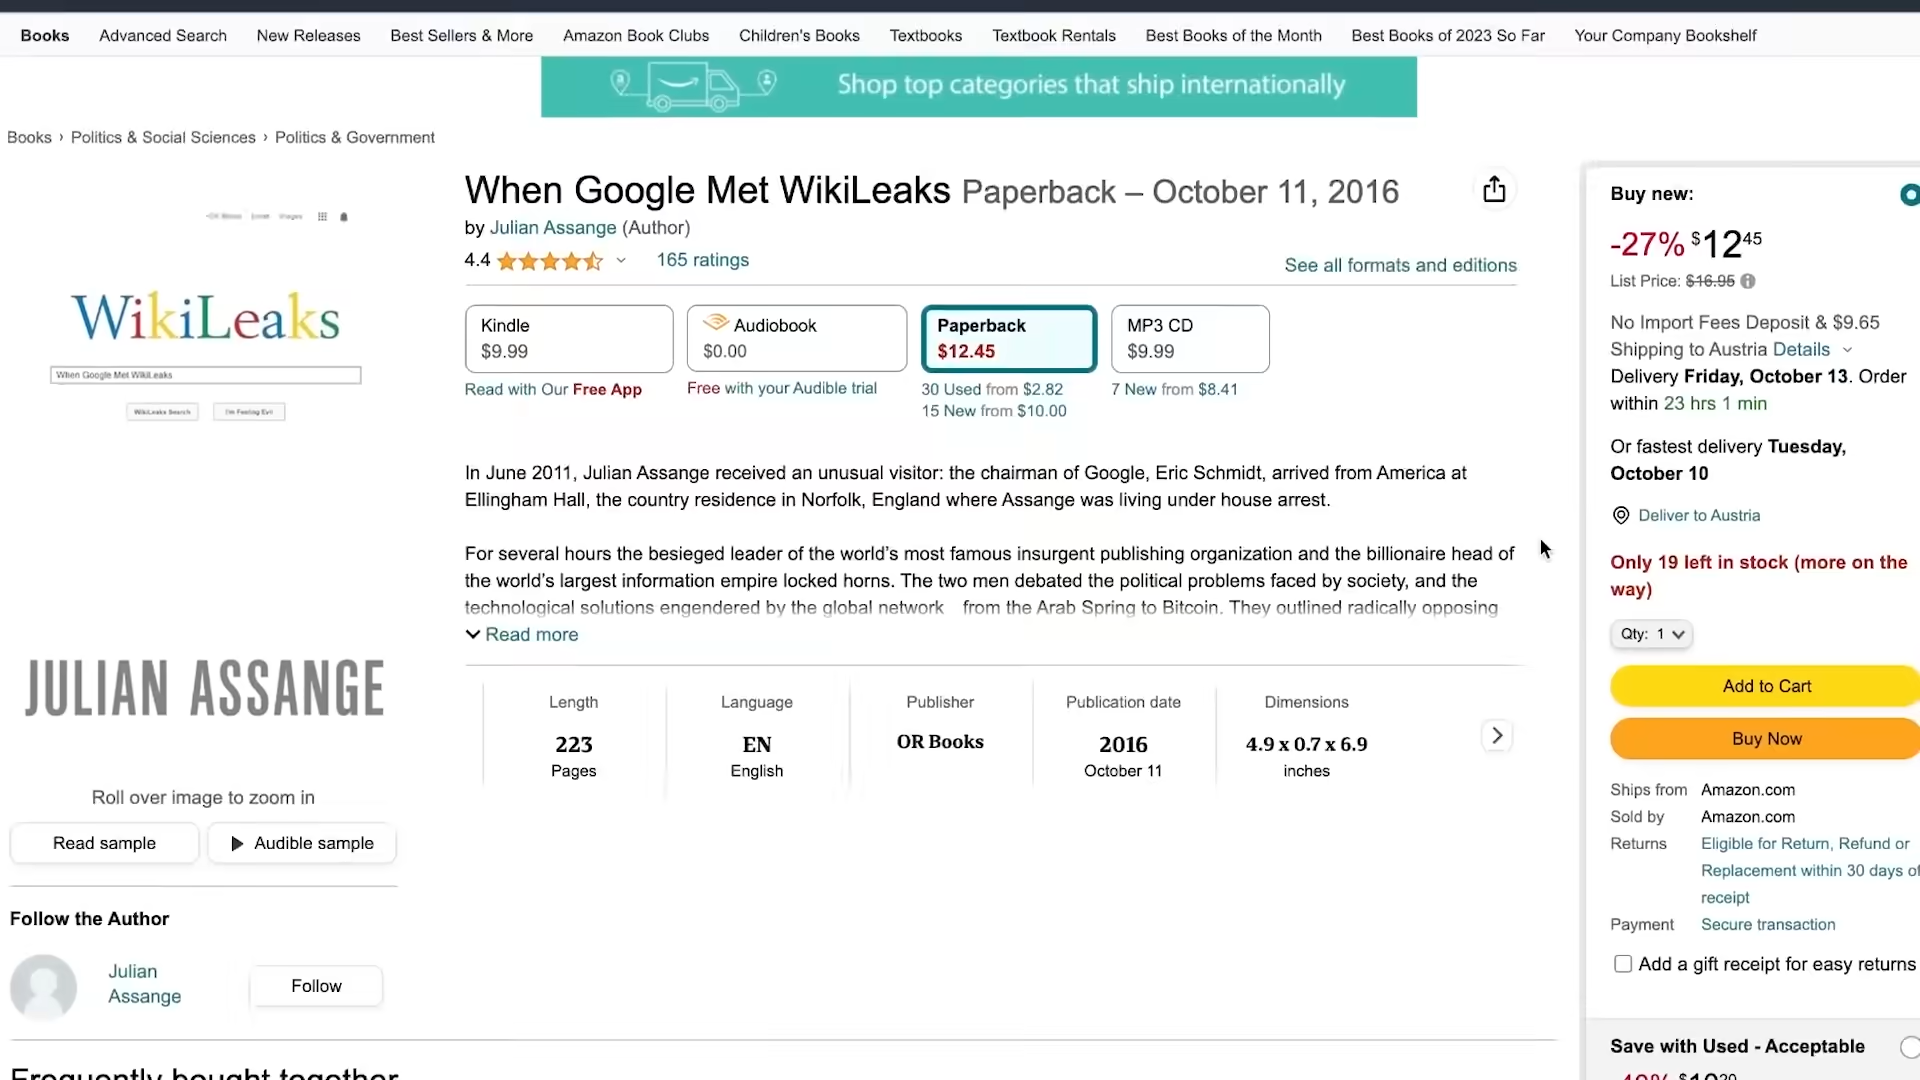 Books Advanced Search New Releases Best Sellers & More Amazon Book Clubs Children's Books Textbooks Textbook Rentals Best Books of the Month Best Books of 2023 So Far Your Company Bookshelf
Shop top categories that ship internationally
Books › Politics & Social Sciences › Politics & Government
WikiLeaks
When Google Met WikiLeaks
WikiLeaks Search I'm Feeling Evil
JULIAN ASSANGE
Roll over image to zoom in
Read sample Audible sample
Follow the Author
Julian
Assange
Follow
When Google Met WikiLeaks Paperback – October 11, 2016
by Julian Assange (Author)
4.4 165 ratings
See all formats and editions
Kindle
$9.99
Read with Our Free App
Audiobook
$0.00
Free with your Audible trial
Paperback
$12.45
30 Used from $2.82
15 New from $10.00
MP3 CD
$9.99
7 New from $8.41
In June 2011, Julian Assange received an unusual visitor: the chairman of Google, Eric Schmidt, arrived from America at
Ellingham Hall, the country residence in Norfolk, England where Assange was living under house arrest.
For several hours the besieged leader of the world's most famous insurgent publishing organization and the billionaire head of
the world's largest information empire locked horns. The two men debated the political problems faced by society, and the
technological solutions engendered by the global network from the Arab Spring to Bitcoin. They outlined radically opposing
Read more
Length
223
Pages
Language
EN
English
Publisher
OR Books
Publication date
2016
October 11
Dimensions
4.9 x 0.7 x 6.9
inches
Buy new:
-27% $12 45
List Price: $16.95
No Import Fees Deposit & $9.65
Shipping to Austria Details
Delivery Friday, October 13. Order
within 23 hrs 1 min
Or fastest delivery Tuesday,
October 10
Deliver to Austria
Only 19 left in stock (more on the
way)
Qty: 1
Add to Cart
Buy Now
Ships from Amazon.com
Sold by Amazon.com
Returns Eligible for Return, Refund or
Replacement within 30 days of
receipt
Payment Secure transaction
Add a gift receipt for easy returns
Save with Used - Acceptable
Frequently bought together